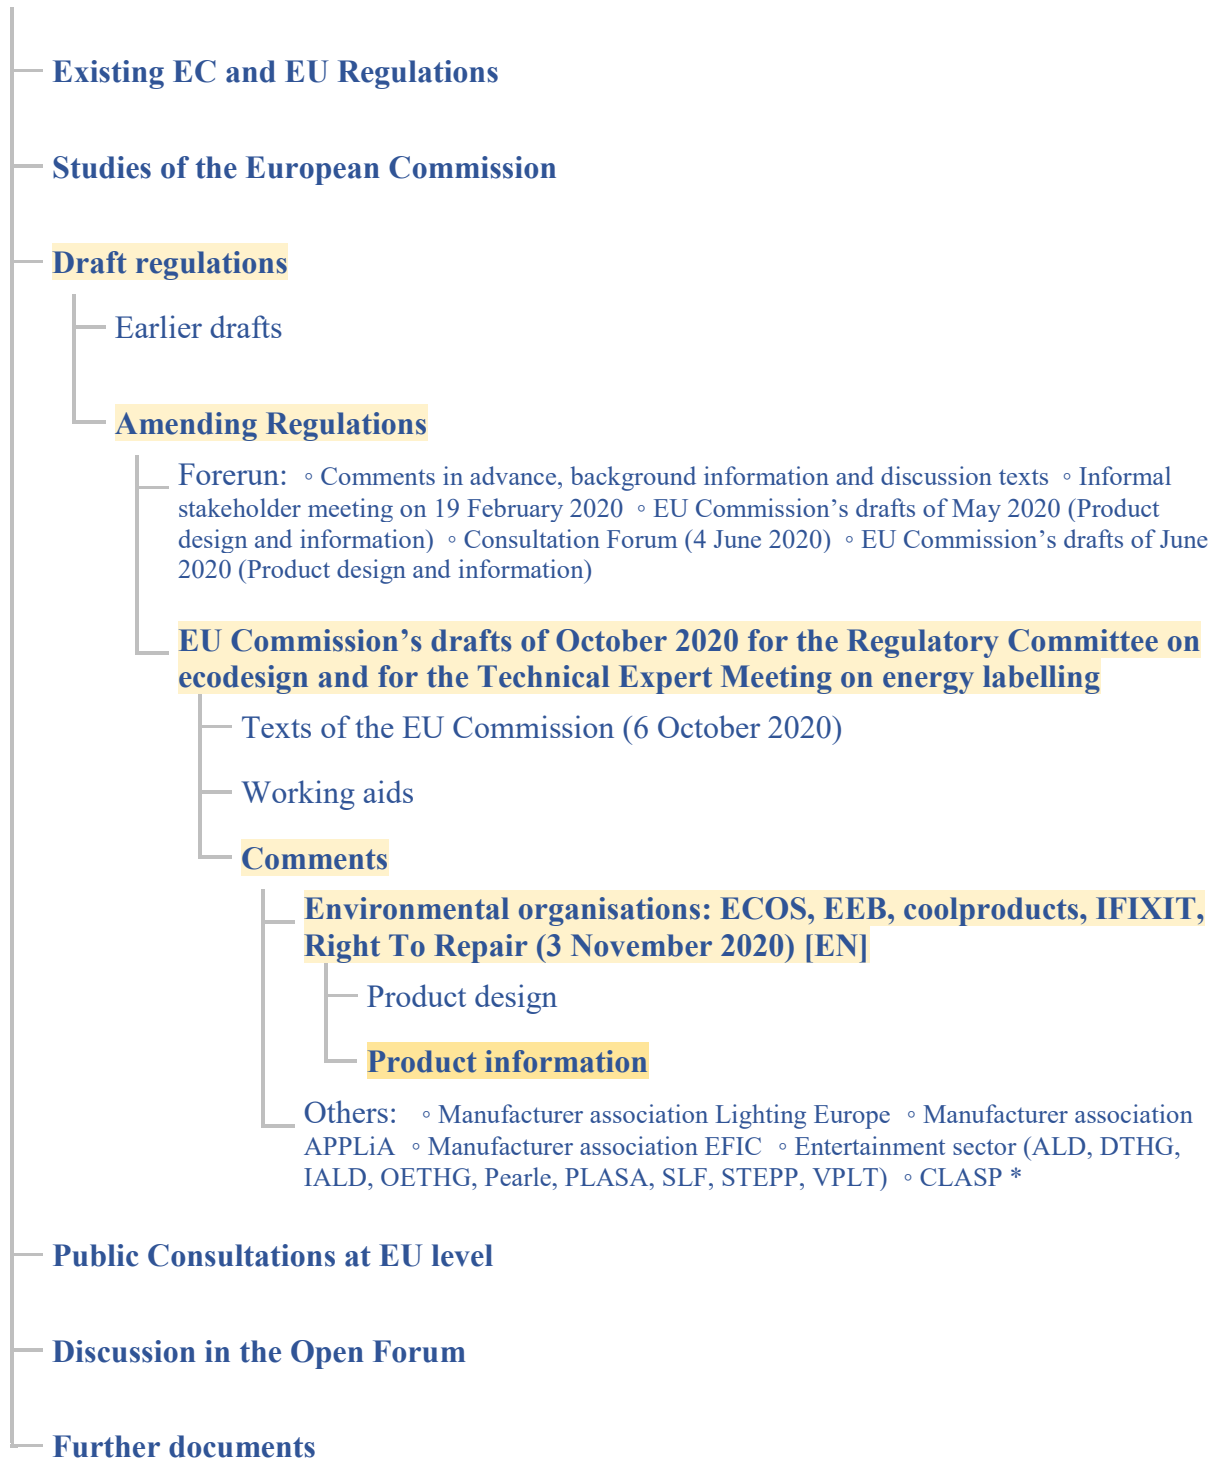 Existing EC and EU Regulations
Studies of the European Commission
Draft regulations
Earlier drafts
Amending Regulations
Forerun: ◦ Comments in advance, background information and discussion texts ◦ Informal
stakeholder meeting on 19 February 2020 ◦ EU Commission’s drafts of May 2020 (Product
design and information) ◦ Consultation Forum (4 June 2020) ◦ EU Commission’s drafts of June
2020 (Product design and information)
EU Commission’s drafts of October 2020 for the Regulatory Committee on
ecodesign and for the Technical Expert Meeting on energy labelling
Texts of the EU Commission (6 October 2020)
Working aids
Comments
Environmental organisations: ECOS, EEB, coolproducts, IFIXIT,
Right To Repair (3 November 2020) [EN]
Product design
Product information
Others: ◦ Manufacturer association Lighting Europe ◦ Manufacturer association
APPLiA ◦ Manufacturer association EFIC ◦ Entertainment sector (ALD, DTHG,
IALD, OETHG, Pearle, PLASA, SLF, STEPP, VPLT) ◦ CLASP *
Public Consultations at EU level
Discussion in the Open Forum
Further documents